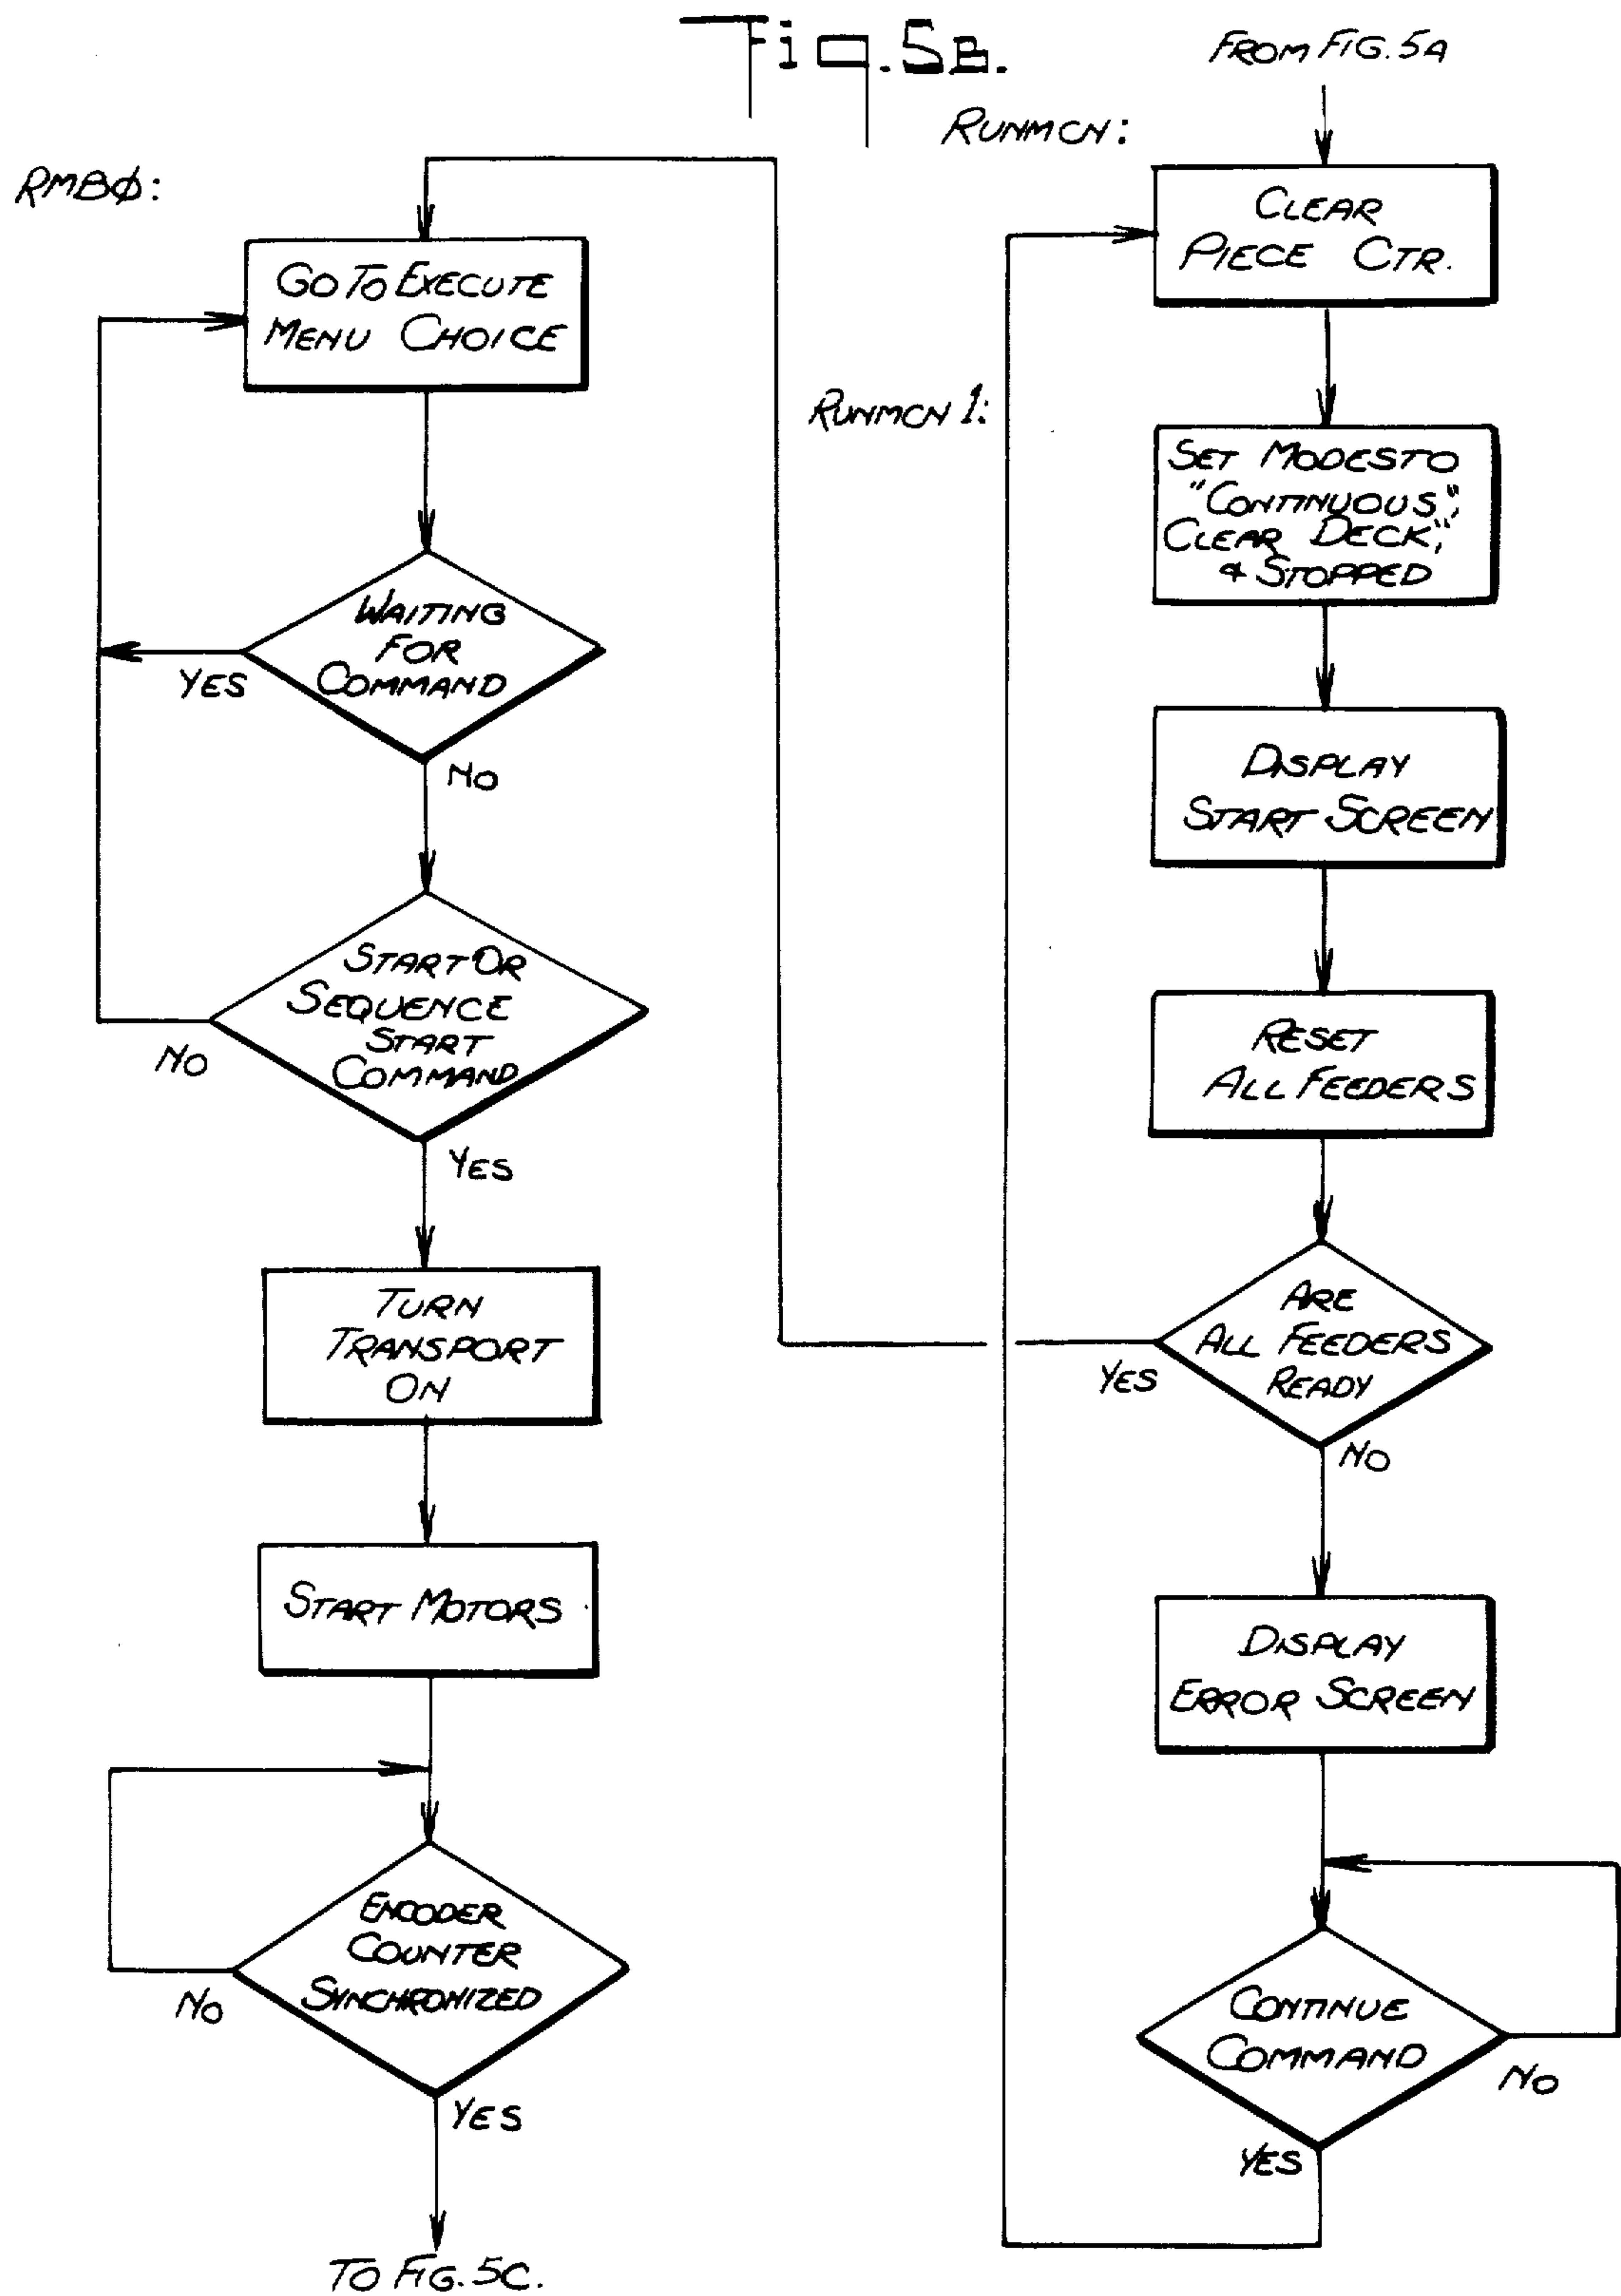 Fig. 5B.
FROM FIG. 5A
RUNMCN:
CLEAR
PIECE CTR.
RUNMCN 1:
SET MODES TO
"CONTINUOUS",
CLEAR DECK,"
& STOPPED
DISPLAY
START SCREEN
RESET
ALL FEEDERS
ARE
ALL FEEDERS
READY
YES
NO
DISPLAY
ERROR SCREEN
CONTINUE
COMMAND
NO
YES
RMBØ:
GO TO EXECUTE
MENU CHOICE
WAITING
FOR
COMMAND
YES
NO
START OR
SEQUENCE
START
COMMAND
NO
YES
TURN
TRANSPORT
ON
START MOTORS
ENCODER
COUNTER
SYNCHRONIZED
NO
YES
TO FIG. 5C.